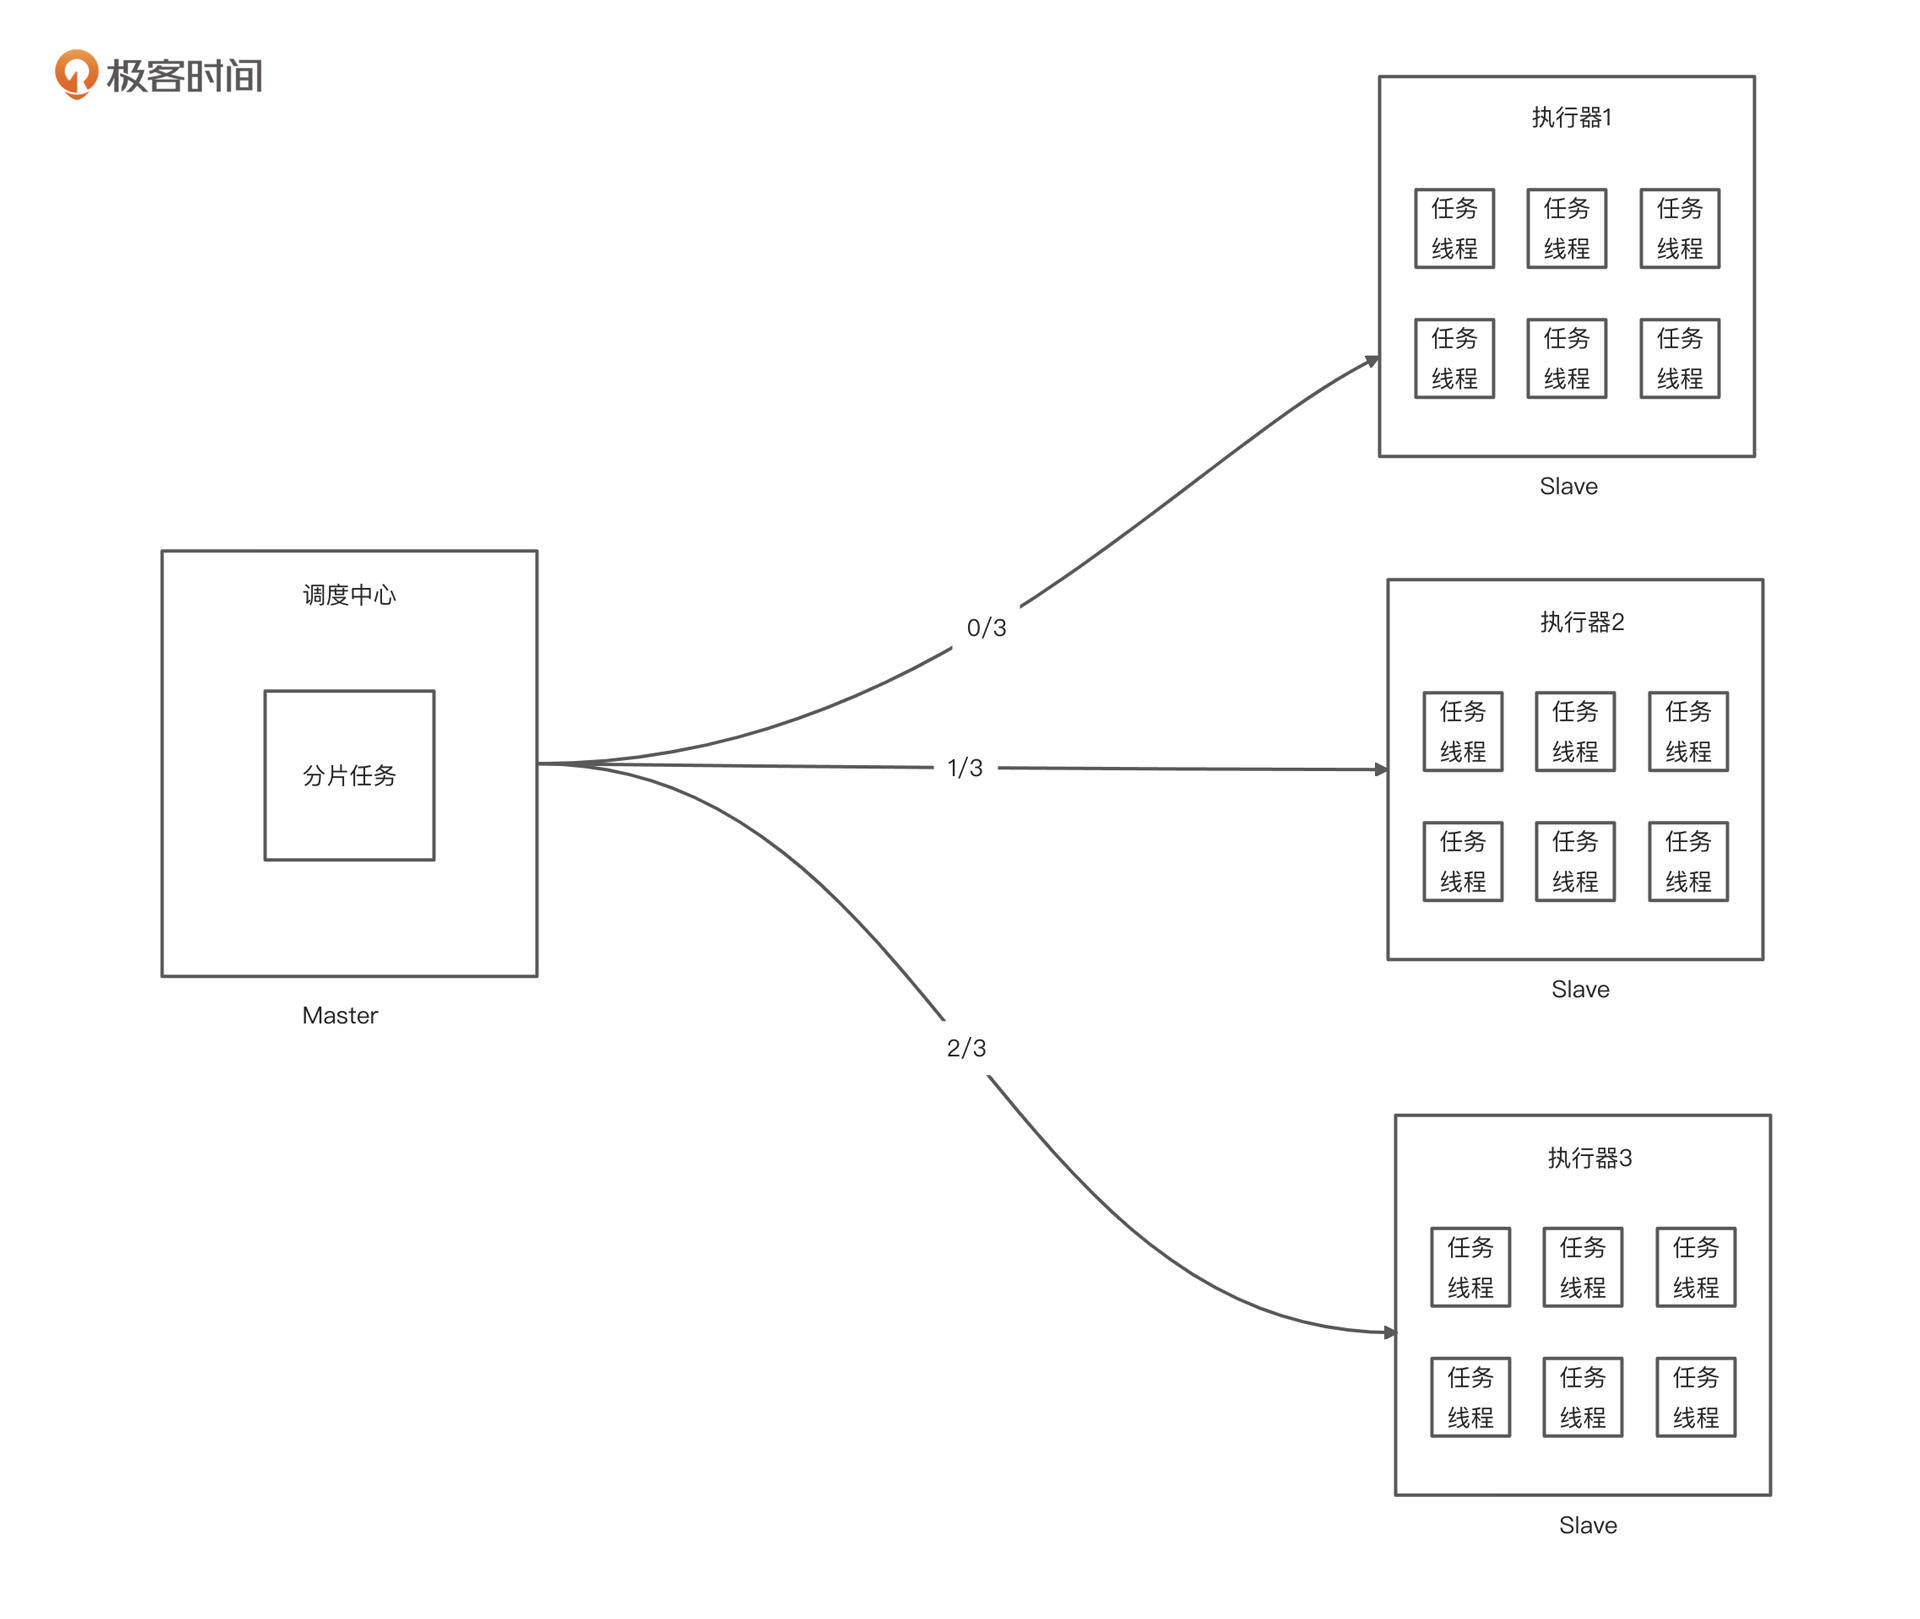 极客时间
执行器1
任务 任务 任务
线程 线程 线程
任务 任务 任务
线程 线程 线程
Slave
调度中心
分片任务
Master
0/3
1/3
2/3
执行器2
任务 任务 任务
线程 线程 线程
任务 任务 任务
线程 线程 线程
Slave
执行器3
任务 任务 任务
线程 线程 线程
任务 任务 任务
线程 线程 线程
Slave